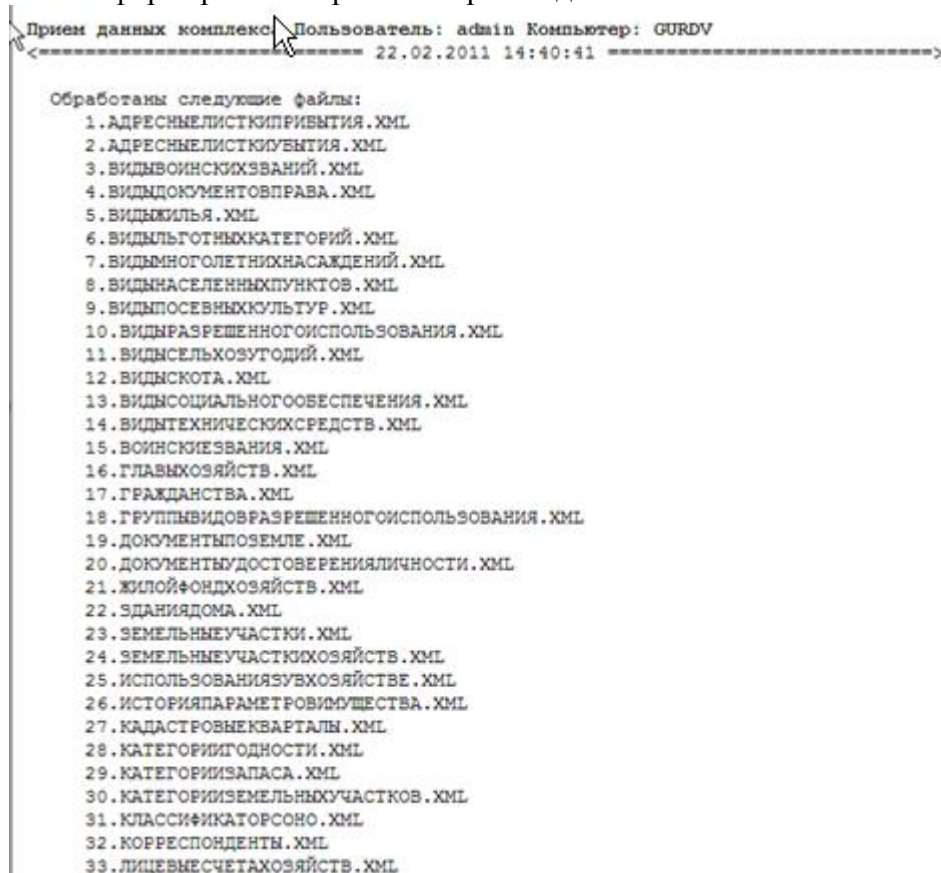 Прием данных комплекс Пользователь: admin Компьютер: GURDV
<============================ 22.02.2011 14:40:41 ============================>
Обработаны следующие файлы:
1.АДРЕСНЫЕЛИСТКИПРИБЫТИЯ.XML
2.АДРЕСНЫЕЛИСТКИУБЫТИЯ.XML
3.ВИДЫВОИНСКИХЗВАНИЙ.XML
4.ВИДЫДОКУМЕНТОВПРАВА.XML
5.ВИДЫЖИЛЬЯ.XML
6.ВИДЫЛЬГОТНЫХКАТЕГОРИЙ.XML
7.ВИДЫМНОГОЛЕТНИХНАСАЖДЕНИЙ.XML
8.ВИДЫНАСЕЛЕННЫХПУНКТОВ.XML
9.ВИДЫПОСЕВНЫХКУЛЬТУР.XML
10.ВИДЫРАЗРЕШЕННОГОИСПОЛЬЗОВАНИЯ.XML
11.ВИДЫСЕЛЬХОЗУГОДИЙ.XML
12.ВИДЫСКОТА.XML
13.ВИДЫСОЦИАЛЬНОГООБЕСПЕЧЕНИЯ.XML
14.ВИДЫТЕХНИЧЕСКИХСРЕДСТВ.XML
15.ВОИНСКИЕЗВАНИЯ.XML
16.ГЛАВЫХОЗЯЙСТВ.XML
17.ГРАЖДАНСТВА.XML
18.ГРУППЫВИДОВРАЗРЕШЕННОГОИСПОЛЬЗОВАНИЯ.XML
19.ДОКУМЕНТЫПОЗЕМЛЕ.XML
20.ДОКУМЕНТЫУДОСТОВЕРЕНИЯЛИЧНОСТИ.XML
21.ЖИЛОЙФОНДХОЗЯЙСТВ.XML
22.ЗДАНИЯДОМА.XML
23.ЗЕМЕЛЬНЫЕУЧАСТКИ.XML
24.ЗЕМЕЛЬНЫЕУЧАСТКИХОЗЯЙСТВ.XML
25.ИСПОЛЬЗОВАНИЯЗУВХОЗЯЙСТВЕ.XML
26.ИСТОРИЯПАРАМЕТРОВИМУЩЕСТВА.XML
27.КАДАСТРОВЫЕКВАРТАЛЫ.XML
28.КАТЕГОРИИГОДНОСТИ.XML
29.КАТЕГОРИИЗАПАСА.XML
30.КАТЕГОРИИЗЕМЕЛЬНЫХУЧАСТКОВ.XML
31.КЛАССИФИКАТОРСОНО.XML
32.КОРРЕСПОНДЕНТЫ.XML
33.ЛИЦЕВЫЕСЧЕТАХОЗЯЙСТВ.XML